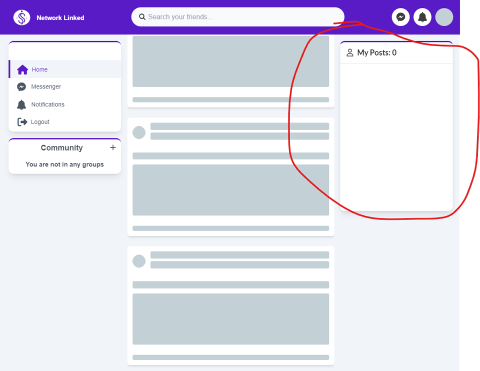 Network Linked
Search your friends..
Home
Messenger
Notifications
Logout
Community +
You are not in any groups
My Posts: 0